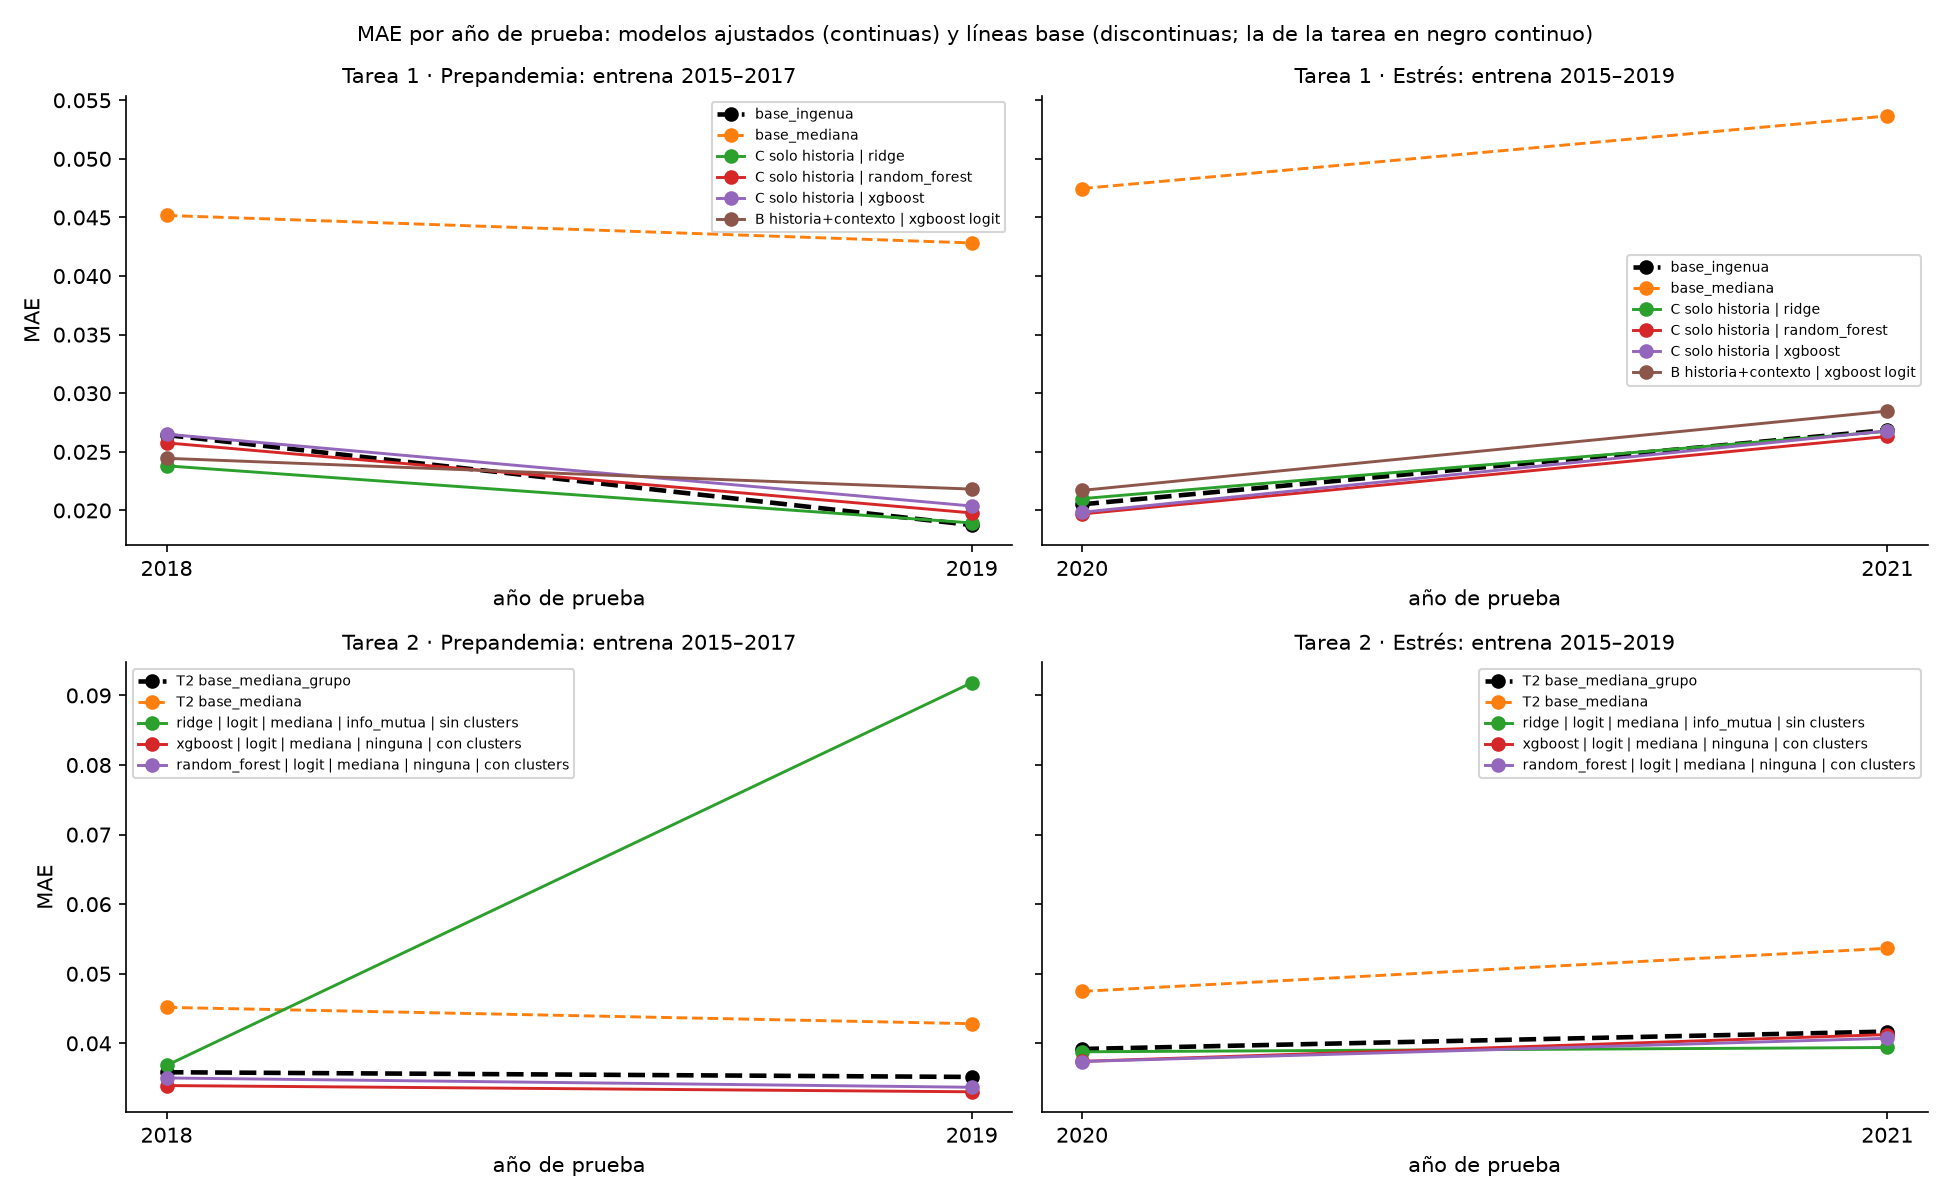 MAE por año de prueba: modelos ajustados (continuas) y líneas base (discontinuas; la de la tarea en negro continuo)
Tarea 1 · Prepandemia: entrena 2015–2017
0.055
0.050
0.045
0.040
0.035
0.030
0.025
0.020
MAE
base_ingenua
base_mediana
C solo historia | ridge
C solo historia | random_forest
C solo historia | xgboost
B historia+contexto | xgboost logit
2018
2019
año de prueba
Tarea 1 · Estrés: entrena 2015–2019
base_ingenua
base_mediana
C solo historia | ridge
C solo historia | random_forest
C solo historia | xgboost
B historia+contexto | xgboost logit
2020
2021
año de prueba
Tarea 2 · Prepandemia: entrena 2015–2017
0.09
0.08
0.07
0.06
0.05
0.04
MAE
T2 base_mediana_grupo
T2 base_mediana
ridge | logit | mediana | info_mutua | sin clusters
xgboost | logit | mediana | ninguna | con clusters
random_forest | logit | mediana | ninguna | con clusters
2018
2019
año de prueba
Tarea 2 · Estrés: entrena 2015–2019
T2 base_mediana_grupo
T2 base_mediana
ridge | logit | mediana | info_mutua | sin clusters
xgboost | logit | mediana | ninguna | con clusters
random_forest | logit | mediana | ninguna | con clusters
2020
2021
año de prueba